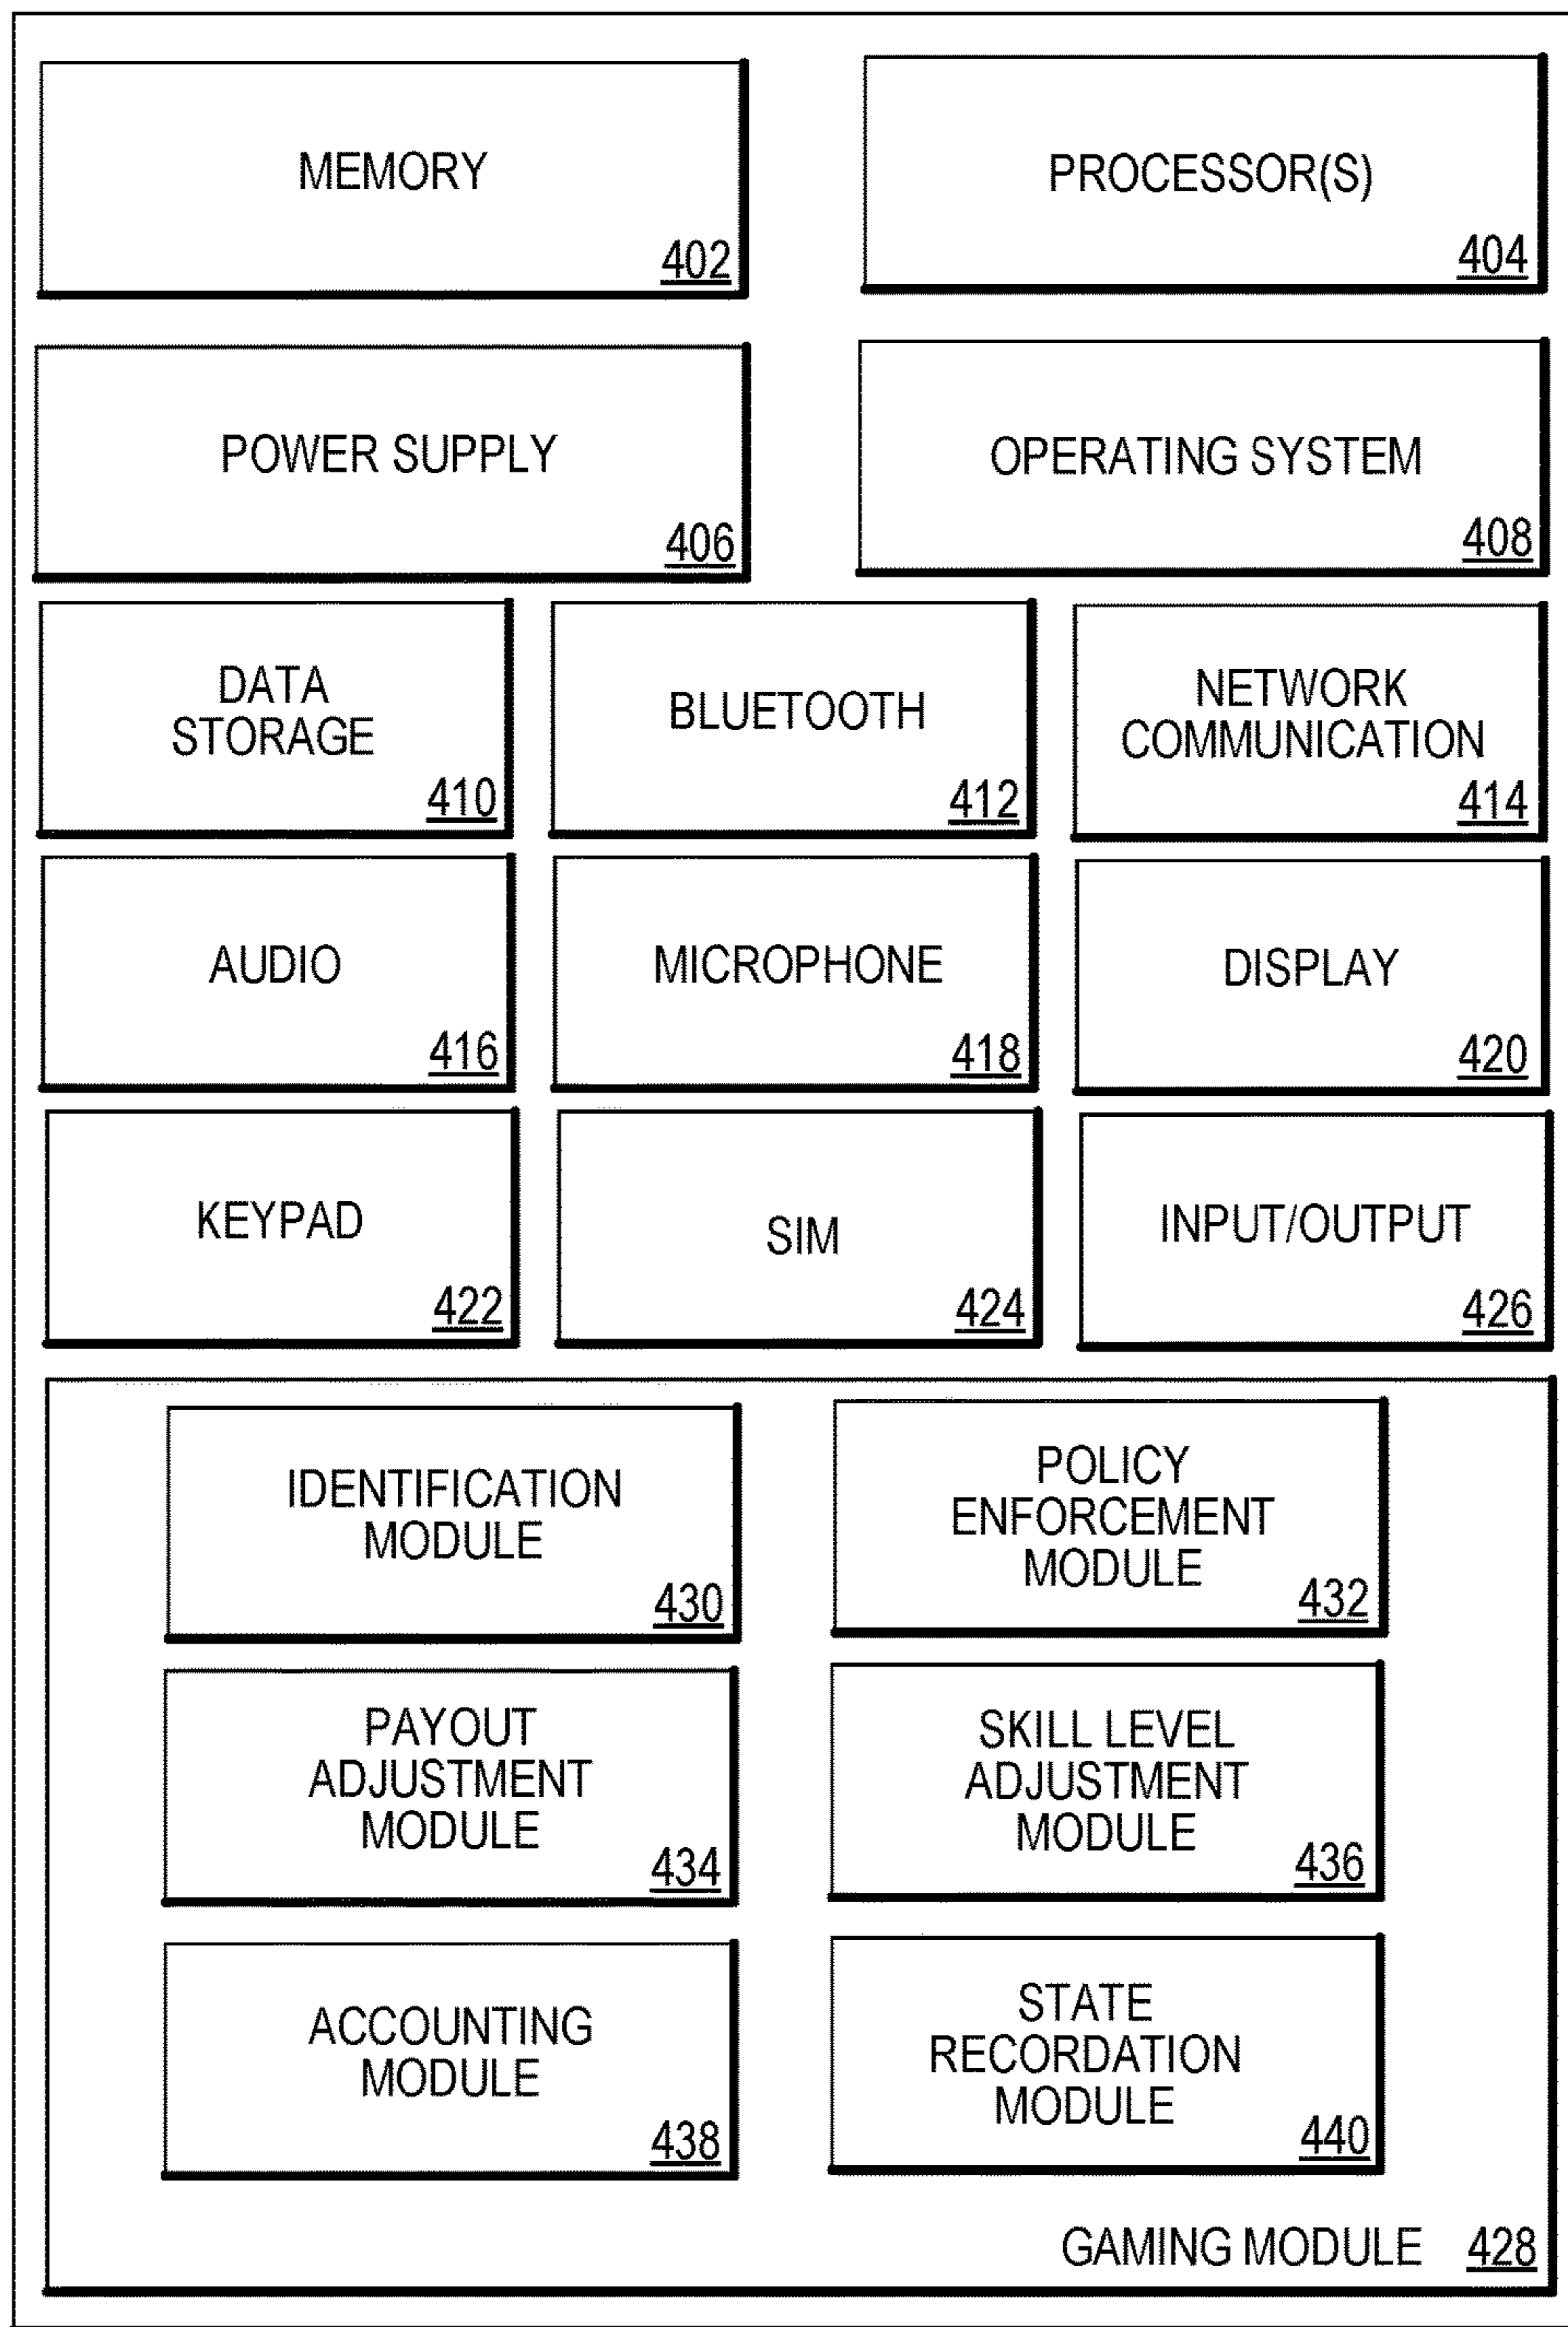 MEMORY
402
PROCESSOR(S)
404
POWER SUPPLY
406
OPERATING SYSTEM
408
DATA
STORAGE
410
BLUETOOTH
412
NETWORK
COMMUNICATION
414
AUDIO
416
MICROPHONE
418
DISPLAY
420
KEYPAD
422
SIM
424
INPUT/OUTPUT
426
IDENTIFICATION
MODULE
430
POLICY
ENFORCEMENT
MODULE
432
PAYOUT
ADJUSTMENT
MODULE
434
SKILL LEVEL
ADJUSTMENT
MODULE
436
ACCOUNTING
MODULE
438
STATE
RECORDATION
MODULE
440
GAMING MODULE 428